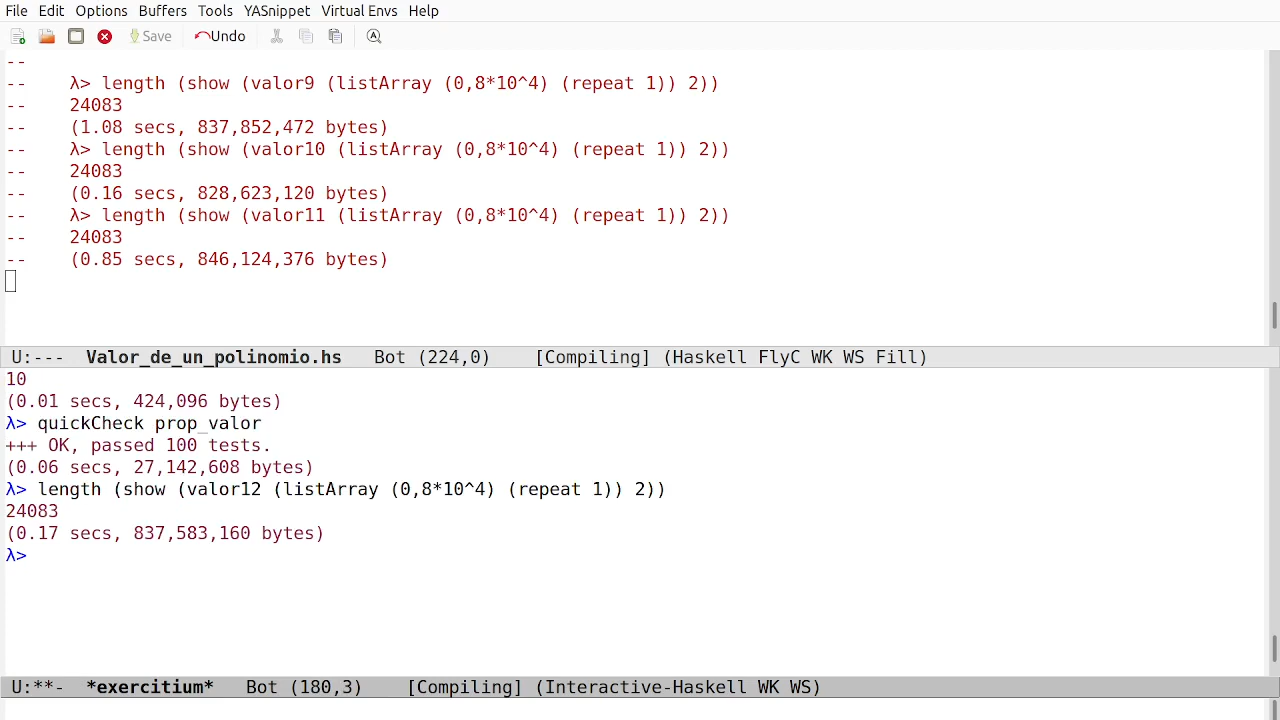 File Edit Options Buffers Tools YASnippet Virtual Envs Help
Save Undo
--
--    λ> length (show (valor9 (listArray (0,8*10^4) (repeat 1)) 2))
--    24083
--    (1.08 secs, 837,852,472 bytes)
--    λ> length (show (valor10 (listArray (0,8*10^4) (repeat 1)) 2))
--    24083
--    (0.16 secs, 828,623,120 bytes)
--    λ> length (show (valor11 (listArray (0,8*10^4) (repeat 1)) 2))
--    24083
--    (0.85 secs, 846,124,376 bytes)
U:---  Valor_de_un_polinomio.hs   Bot (224,0)    [Compiling] (Haskell FlyC WK WS Fill)
10
(0.01 secs, 424,096 bytes)
λ> quickCheck prop_valor
+++ OK, passed 100 tests.
(0.06 secs, 27,142,608 bytes)
λ> length (show (valor12 (listArray (0,8*10^4) (repeat 1)) 2))
24083
(0.17 secs, 837,583,160 bytes)
λ>
U:**-  *exercitium*   Bot (180,3)    [Compiling] (Interactive-Haskell WK WS)